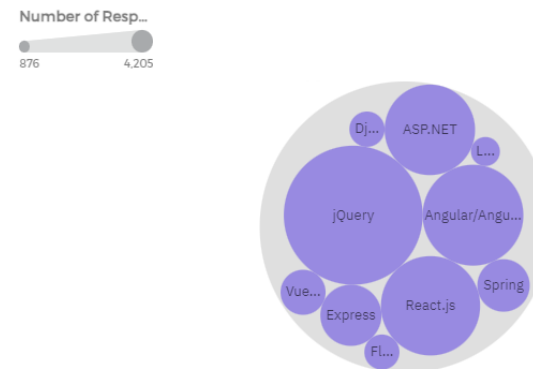 Number of Resp...
876
4,205
Dj...
ASP.NET
L...
jQuery
Angular/Angu...
Vue...
Express
React.js
Spring
Fl...